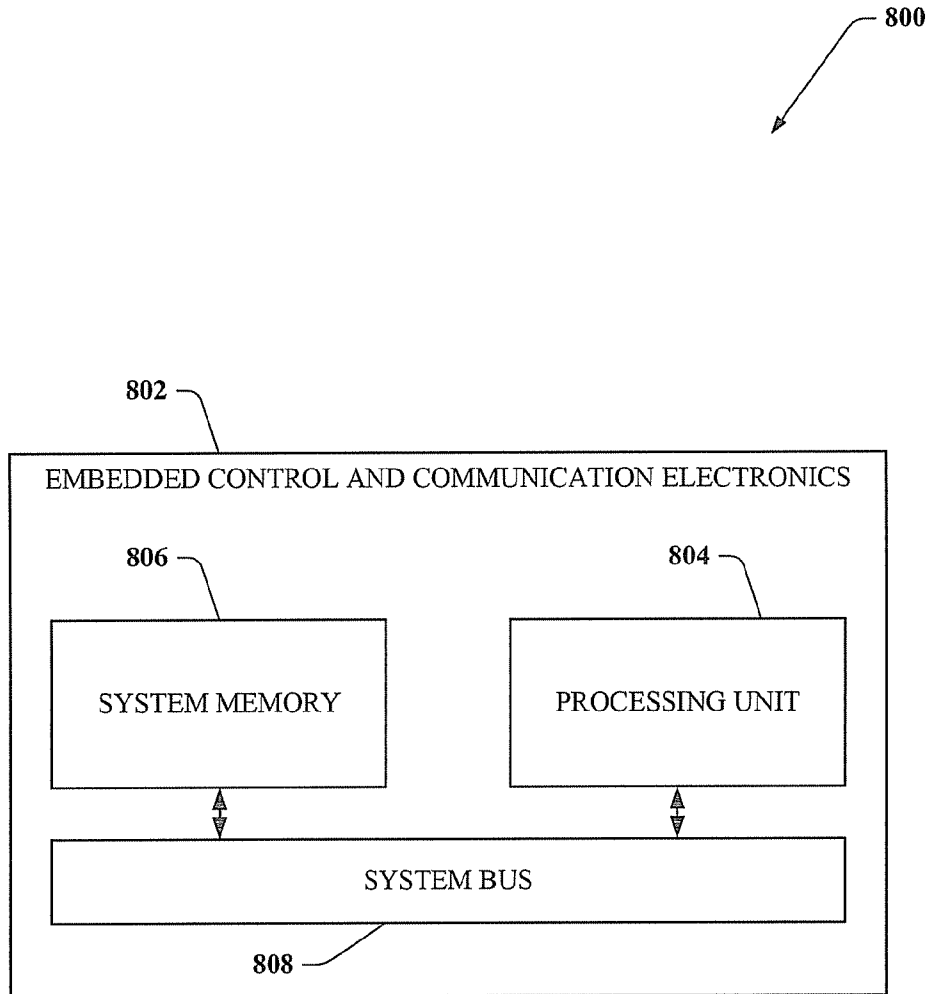 800
802
EMBEDDED CONTROL AND COMMUNICATION ELECTRONICS
806
804
SYSTEM MEMORY
PROCESSING UNIT
SYSTEM BUS
808